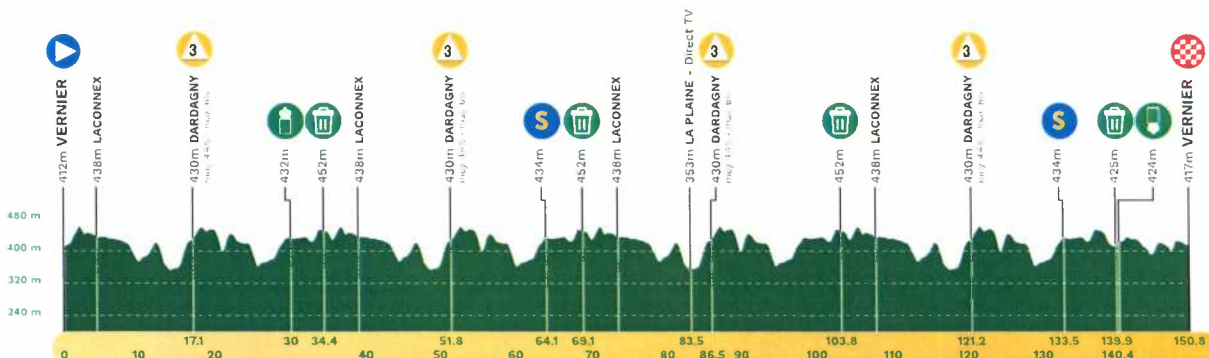 3
3
3
3
S
S
412m VERNIER
438m LACONNEX
430m DARDAGNY
432m
452m
438m LACONNEX
430m DARDAGNY
434m
452m
438m LACONNEX
353m LA PLAINE - Direct TV
430m DARDAGNY
452m
438m LACONNEX
430m DARDAGNY
434m
425m
424m
417m VERNIER
480 m
400 m
320 m
240 m
17.1 30 34.4 51.8 64.1 69.1 83.5 103.8 121.2 133.5 139.9 150.8
0 10 20 40 50 60 70 80 86.5 90 100 110 120 130 140.4